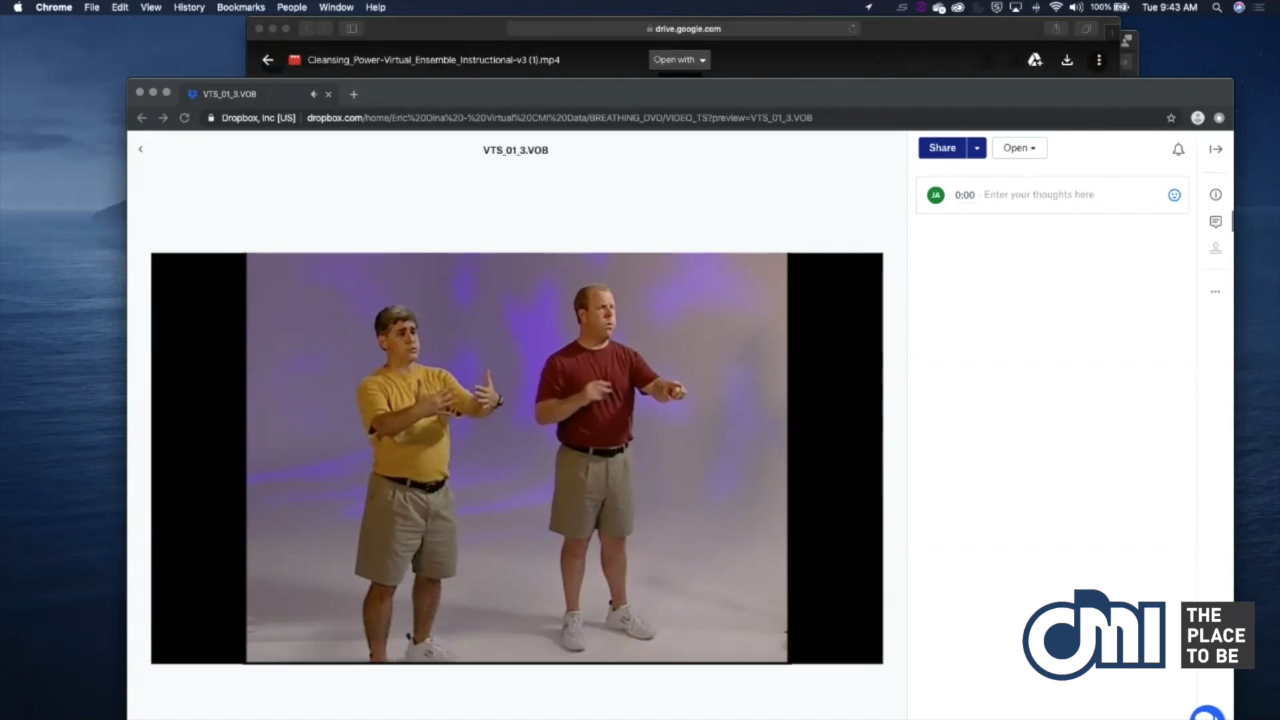 Chrome File Edit View History Bookmarks People Window Help 100% Tue 9:43 AM
drive.google.com
Cleansing_Power-Virtual_Ensemble_Instructional-v3 (1).mp4 Open with
VTS_01_3.VOB
Dropbox, Inc [US] dropbox.com/home/Eric%20Dina%20-%20Virtual%20CMI%20Data/BREATHING_DVD/VIDEO_TS?preview=VTS_01_3.VOB
VTS_01_3.VOB
Share Open
JA 0:00 - Enter your thoughts here
dmi THE
PLACE
TO BE